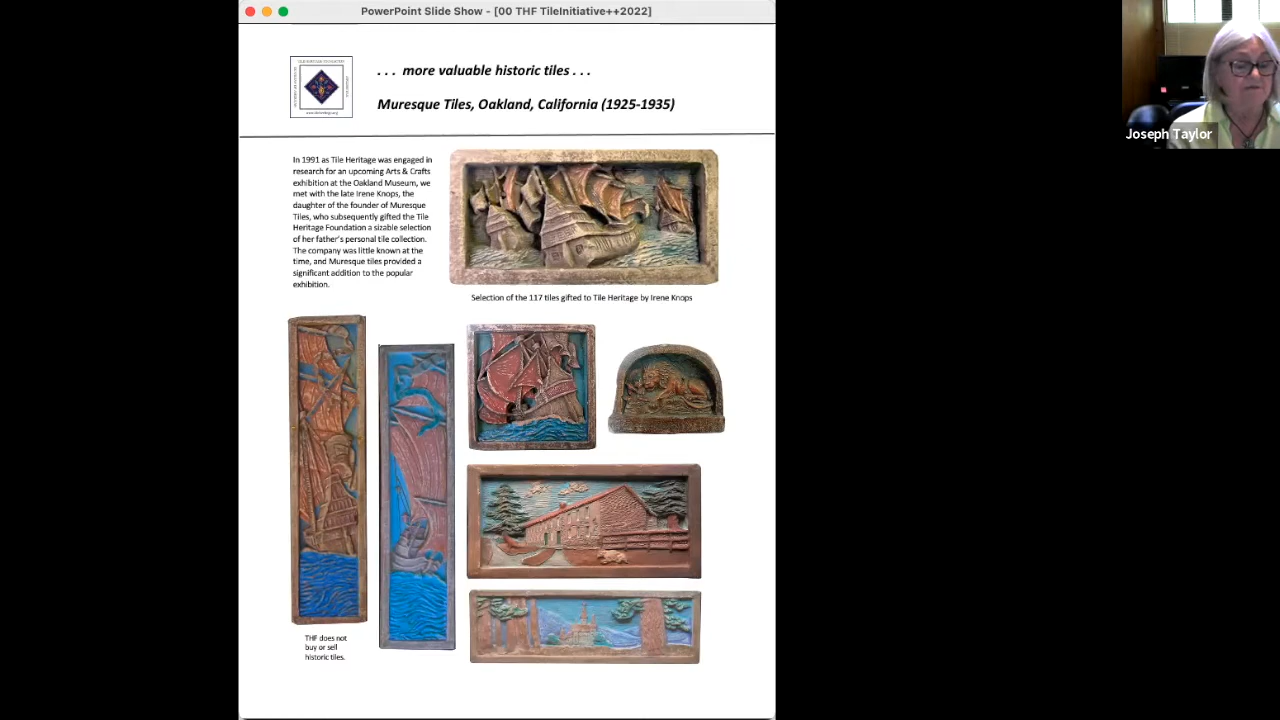 PowerPoint Slide Show - [00 THF TileInitiative++2022]
. . . more valuable historic tiles . . .
Muresque Tiles, Oakland, California (1925-1935)
Joseph Taylor
In 1991 as Tile Heritage was engaged in
research for an upcoming Arts & Crafts
exhibition at the Oakland Museum, we
met with the late Irene Knops, the
daughter of the founder of Muresque
Tiles, who subsequently gifted the Tile
Heritage Foundation a sizable selection
of her father's personal tile collection.
The company was little known at the
time, and Muresque tiles provided a
significant addition to the popular
exhibition.
Selection of the 117 tiles gifted to Tile Heritage by Irene Knops
THF does not
buy or sell
historic tiles.